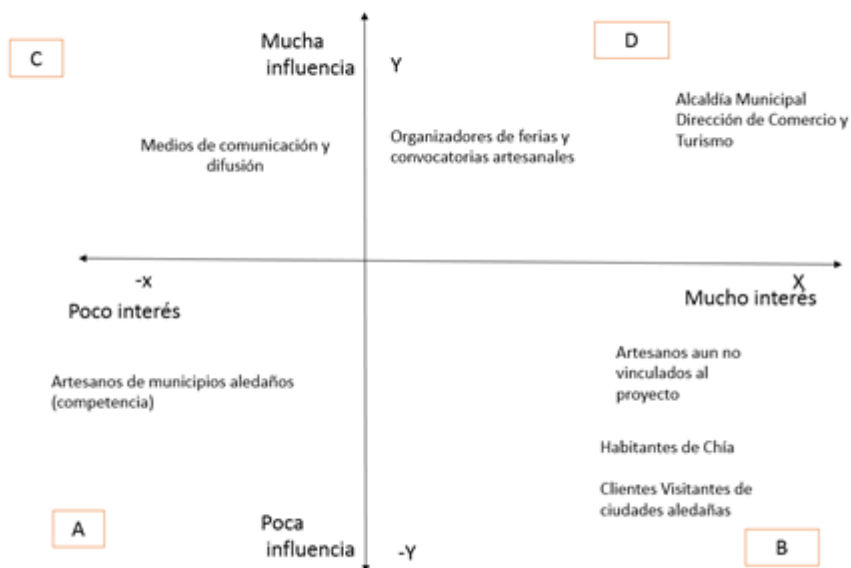 C
Mucha
influencia
Y
D
Alcaldía Municipal
Dirección de Comercio y
Turismo
Medios de comunicación y
difusión
Organizadores de ferias y
convocatorias artesanales
-x
Poco interés
X
Mucho interés
Artesanos de municipios aledaños
(competencia)
Artesanos aun no
vinculados al
proyecto
Habitantes de Chía
Clientes Visitantes de
ciudades aledañas
A
Poca
influencia
-Y
B